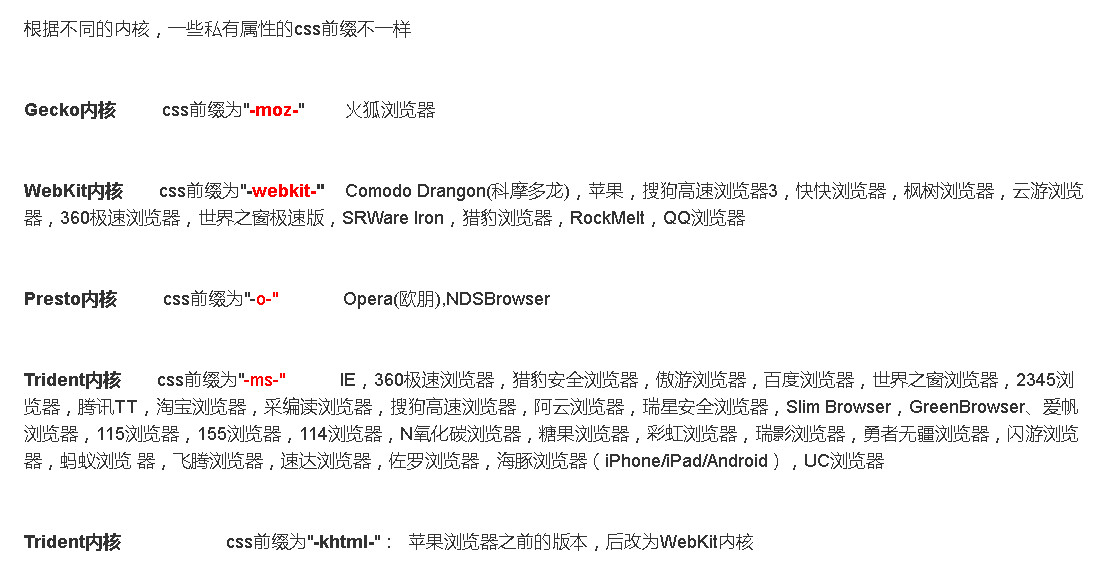 根据不同的内核，一些私有属性的css前缀不一样
Gecko内核 css前缀为"-moz-" 火狐浏览器
WebKit内核 css前缀为"-webkit-" Comodo Drangon(科摩多龙)，苹果，搜狗高速浏览器3，快快浏览器，枫树浏览器，云游浏览
器，360极速浏览器，世界之窗极速版，SRWare Iron，猎豹浏览器，RockMelt，QQ浏览器
Presto内核 css前缀为"-o-" Opera(欧朋),NDSBrowser
Trident内核 css前缀为"-ms-" IE，360极速浏览器，猎豹安全浏览器，傲游浏览器，百度浏览器，世界之窗浏览器，2345浏
览器，腾讯TT，淘宝浏览器，采编读浏览器，搜狗高速浏览器，阿云浏览器，瑞星安全浏览器，Slim Browser，GreenBrowser、爱帆
浏览器，115浏览器，155浏览器，114浏览器，N氧化碳浏览器，糖果浏览器，彩虹浏览器，瑞影浏览器，勇者无疆浏览器，闪游浏览
器，蚂蚁浏览 器，飞腾浏览器，速达浏览器，佐罗浏览器，海豚浏览器（iPhone/iPad/Android），UC浏览器
Trident内核 css前缀为"-khtml-"： 苹果浏览器之前的版本，后改为WebKit内核